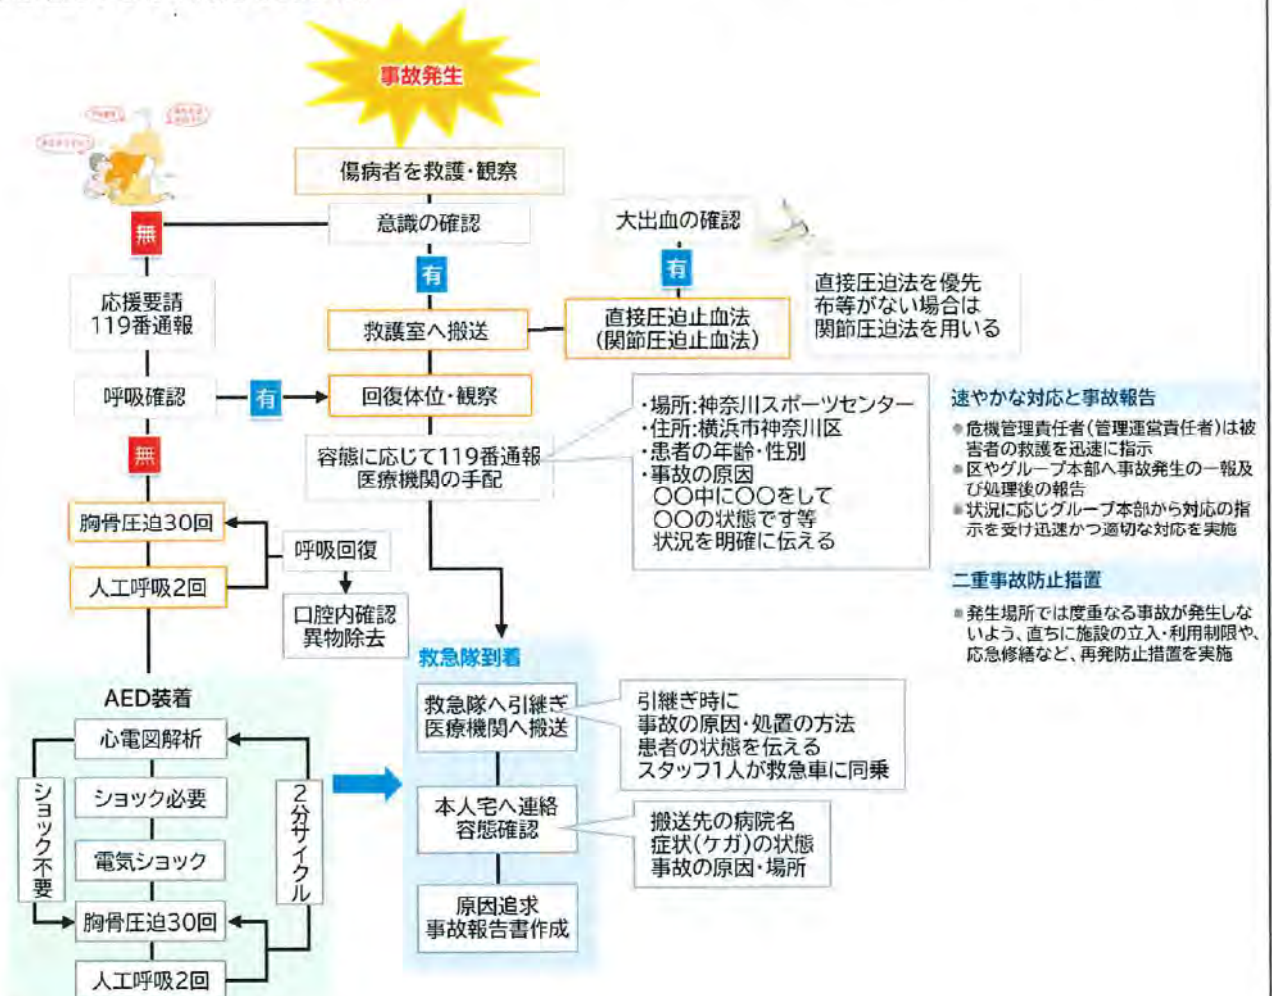 事故発生
傷病者を救護・観察
意識の確認
無
有
大出血の確認
有
応援要請
119番通報
救護室へ搬送
直接圧迫止血法
(関節圧迫止血法)
直接圧迫法を優先
布等がない場合は
関節圧迫法を用いる
呼吸確認
有
回復体位・観察
無
容態に応じて119番通報
医療機関の手配
・場所:神奈川スポーツセンター
・住所:横浜市神奈川区
・患者の年齢・性別
・事故の原因
〇〇中に〇〇をして
〇〇の状態です等
状況を明確に伝える
速やかな対応と事故報告
●危機管理責任者(管理運営責任者)は被
害者の救護を迅速に指示
●区やグループ本部へ事故発生の一報及
び処理後の報告
●状況に応じグループ本部から対応の指
示を受け迅速かつ適切な対応を実施
二重事故防止措置
●発生場所では度重なる事故が発生しな
いよう、直ちに施設の立入・利用制限や、
応急修繕など、再発防止措置を実施
胸骨圧迫30回
人工呼吸2回
呼吸回復
口腔内確認
異物除去
AED装着
心電図解析
ショック必要
電気ショック
胸骨圧迫30回
人工呼吸2回
ショック不要
2分サイクル
救急隊到着
救急隊へ引継ぎ
医療機関へ搬送
引継ぎ時に
事故の原因・処置の方法
患者の状態を伝える
スタッフ1人が救急車に同乗
本人宅へ連絡
容態確認
搬送先の病院名
症状(ケガ)の状態
事故の原因・場所
原因追求
事故報告書作成